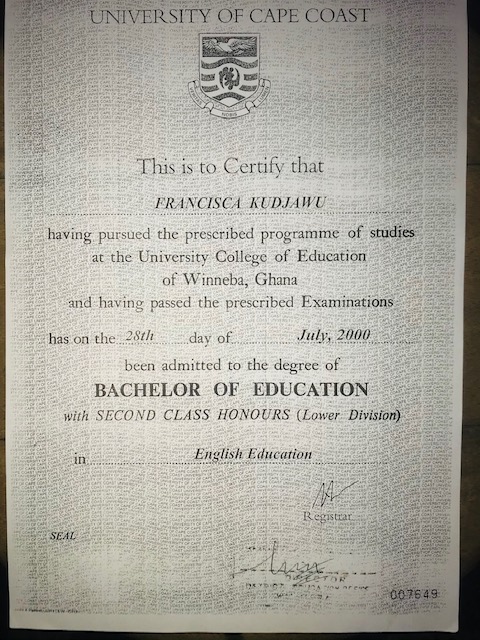 UNIVERSITY OF CAPE COAST
NOBIS
This is to Certify that
FRANCISCA KUDJAWU
having pursued the prescribed programme of studies
at the University College of Education
of Winneba, Ghana
and having passed the prescribed Examinations
has on the 28th day of July, 2000
been admitted to the degree of
BACHELOR OF EDUCATION
with SECOND CLASS HONOURS (Lower Division)
in English Education
Registrar
SEAL
DIRECTOR
007649